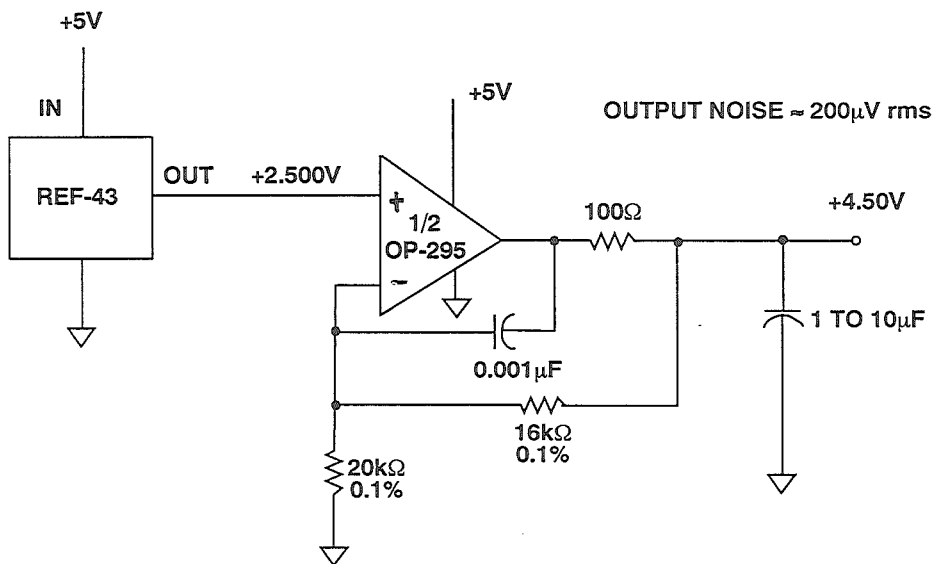 +5V
IN
REF-43
OUT
+2.500V
+5V
+
1/2
OP-295
-
OUTPUT NOISE ≈ 200μV rms
100Ω
+4.50V
0.001μF
1 TO 10μF
16kΩ
0.1%
20kΩ
0.1%